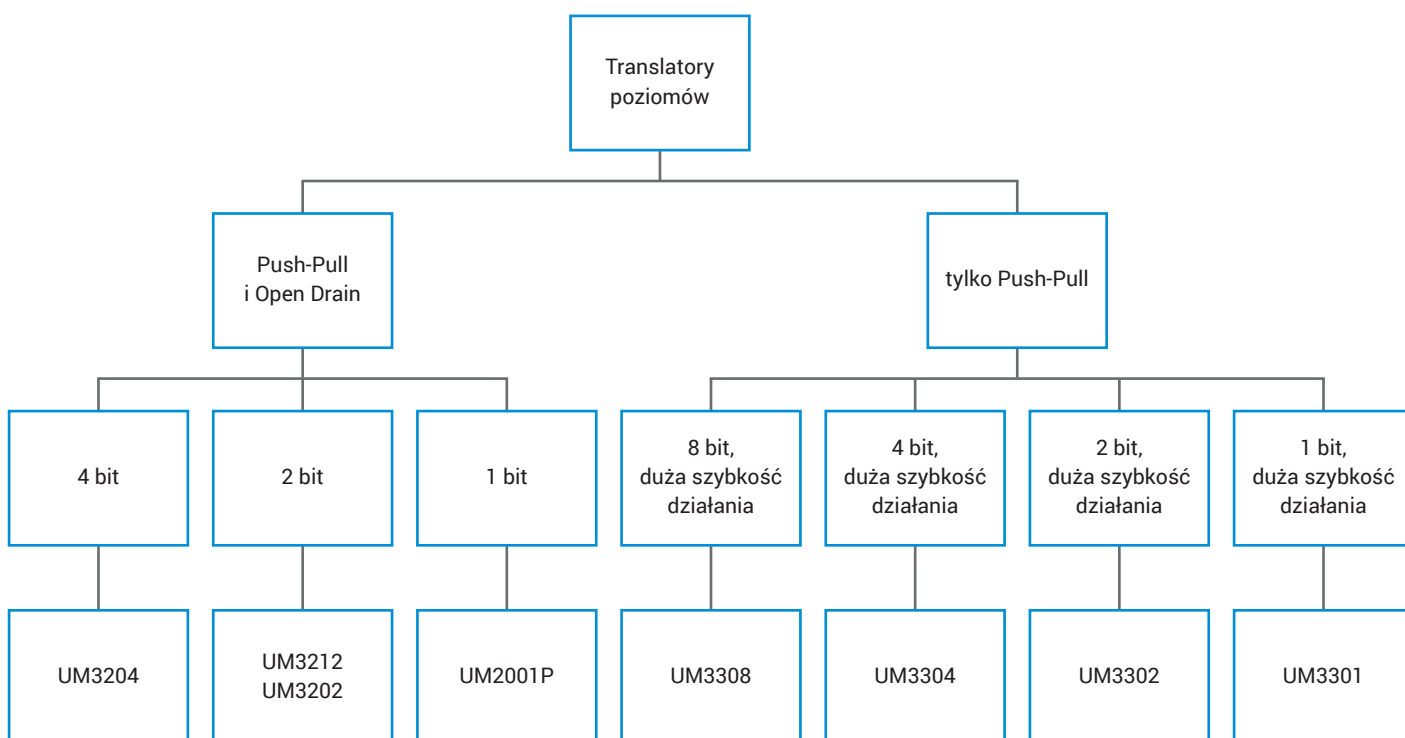 Translatory
poziomów
Push-Pull
i Open Drain
tylko Push-Pull
4 bit
2 bit
1 bit
8 bit,
duża szybkość
działania
4 bit,
duża szybkość
działania
2 bit,
duża szybkość
działania
1 bit,
duża szybkość
działania
UM3204
UM3212
UM3202
UM2001P
UM3308
UM3304
UM3302
UM3301